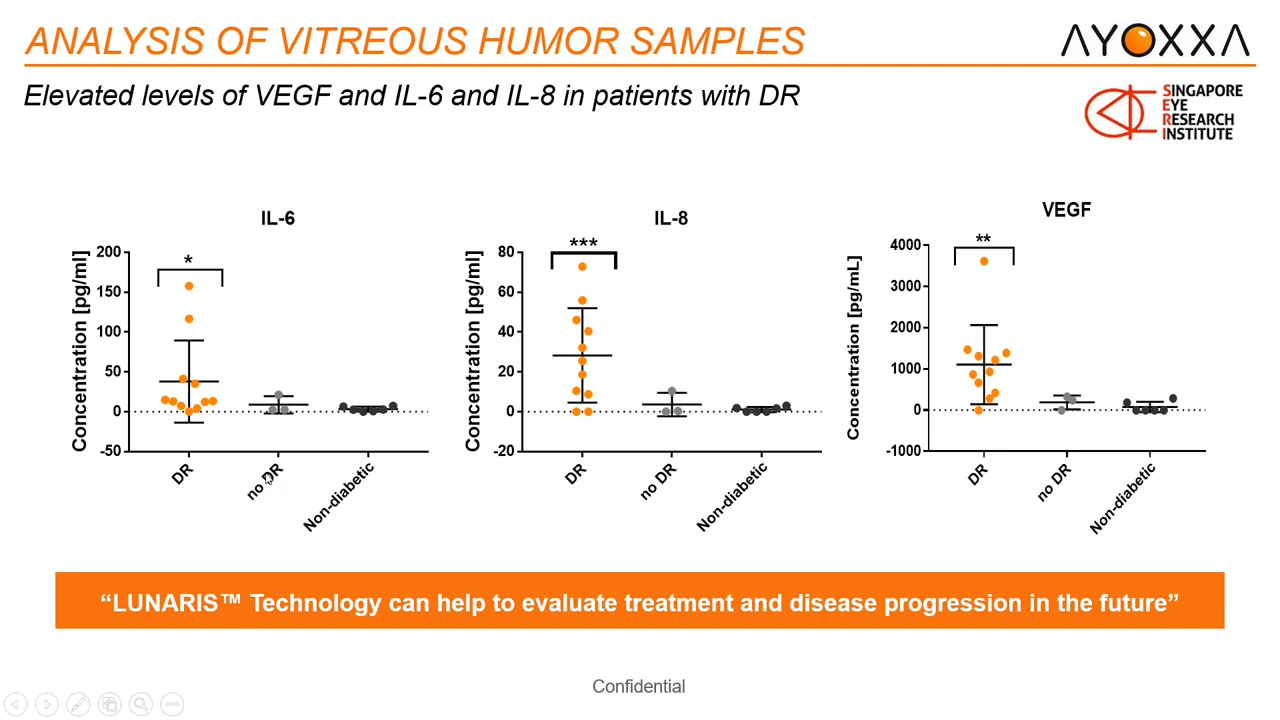 ANALYSIS OF VITREOUS HUMOR SAMPLES
AYOXXA
Elevated levels of VEGF and IL-6 and IL-8 in patients with DR
SINGAPORE
EYE
RESEARCH
INSTITUTE
IL-6
Concentration [pg/ml]
200
150
100
50
0
-50
*
DR
no DR
Non-diabetic
IL-8
Concentration [pg/ml]
80
60
40
20
0
-20
***
DR
no DR
Non-diabetic
VEGF
Concentration [pg/mL]
4000
3000
2000
1000
0
-1000
**
DR
no DR
Non-diabetic
“LUNARIS™ Technology can help to evaluate treatment and disease progression in the future”
Confidential